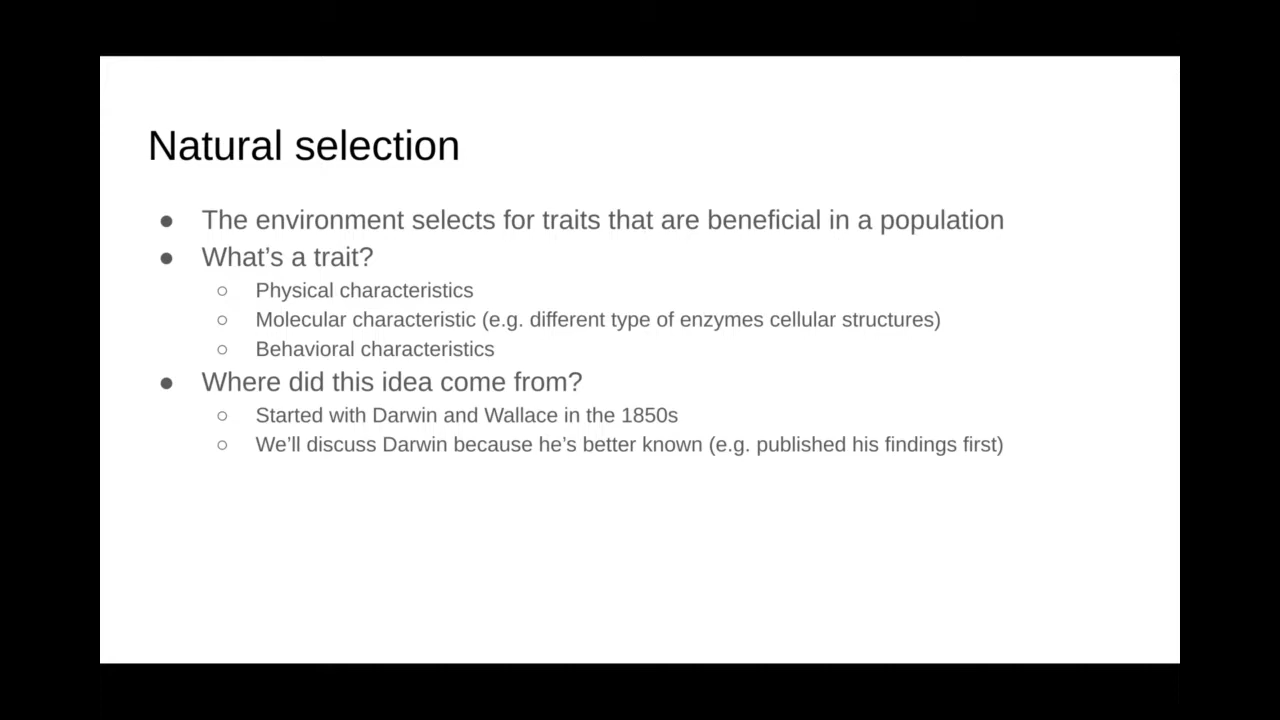 Natural selection
● The environment selects for traits that are beneficial in a population
● What’s a trait?
○ Physical characteristics
○ Molecular characteristic (e.g. different type of enzymes cellular structures)
○ Behavioral characteristics
● Where did this idea come from?
○ Started with Darwin and Wallace in the 1850s
○ We’ll discuss Darwin because he’s better known (e.g. published his findings first)